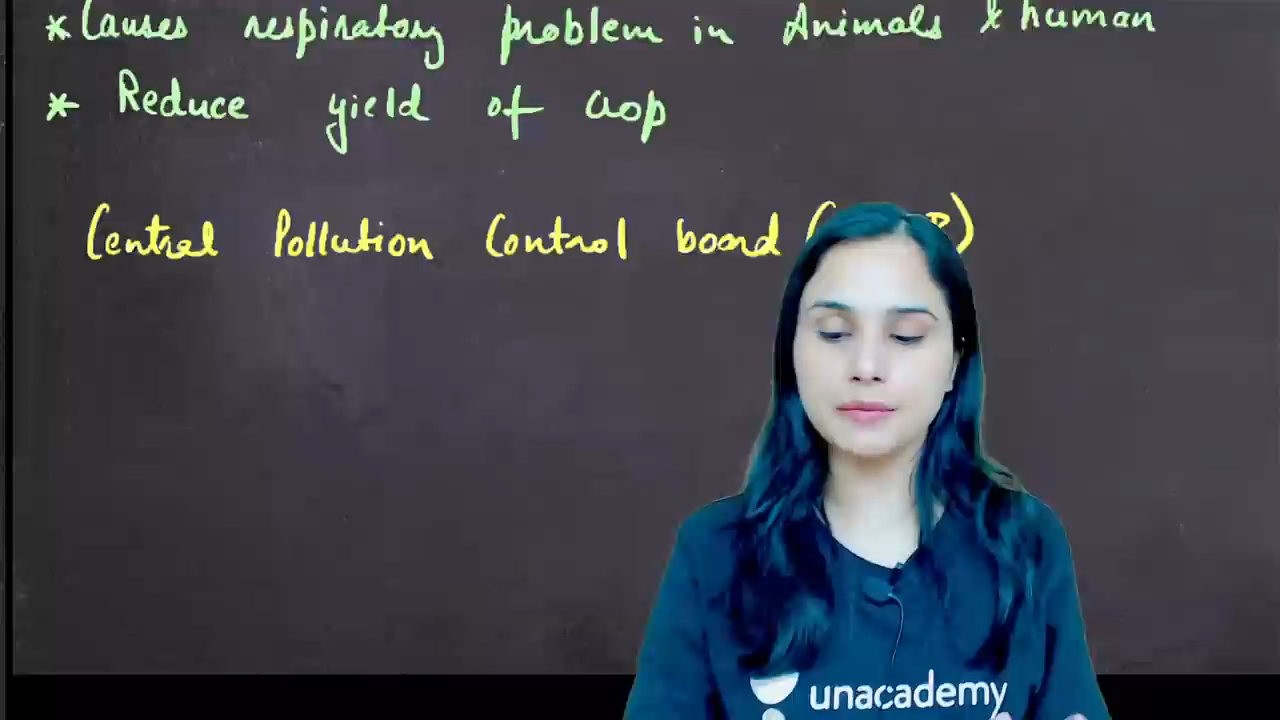 * Causes respiratory problem in Animals & human
* Reduce yield of crop
Central Pollution Control board ( B)
unacademy